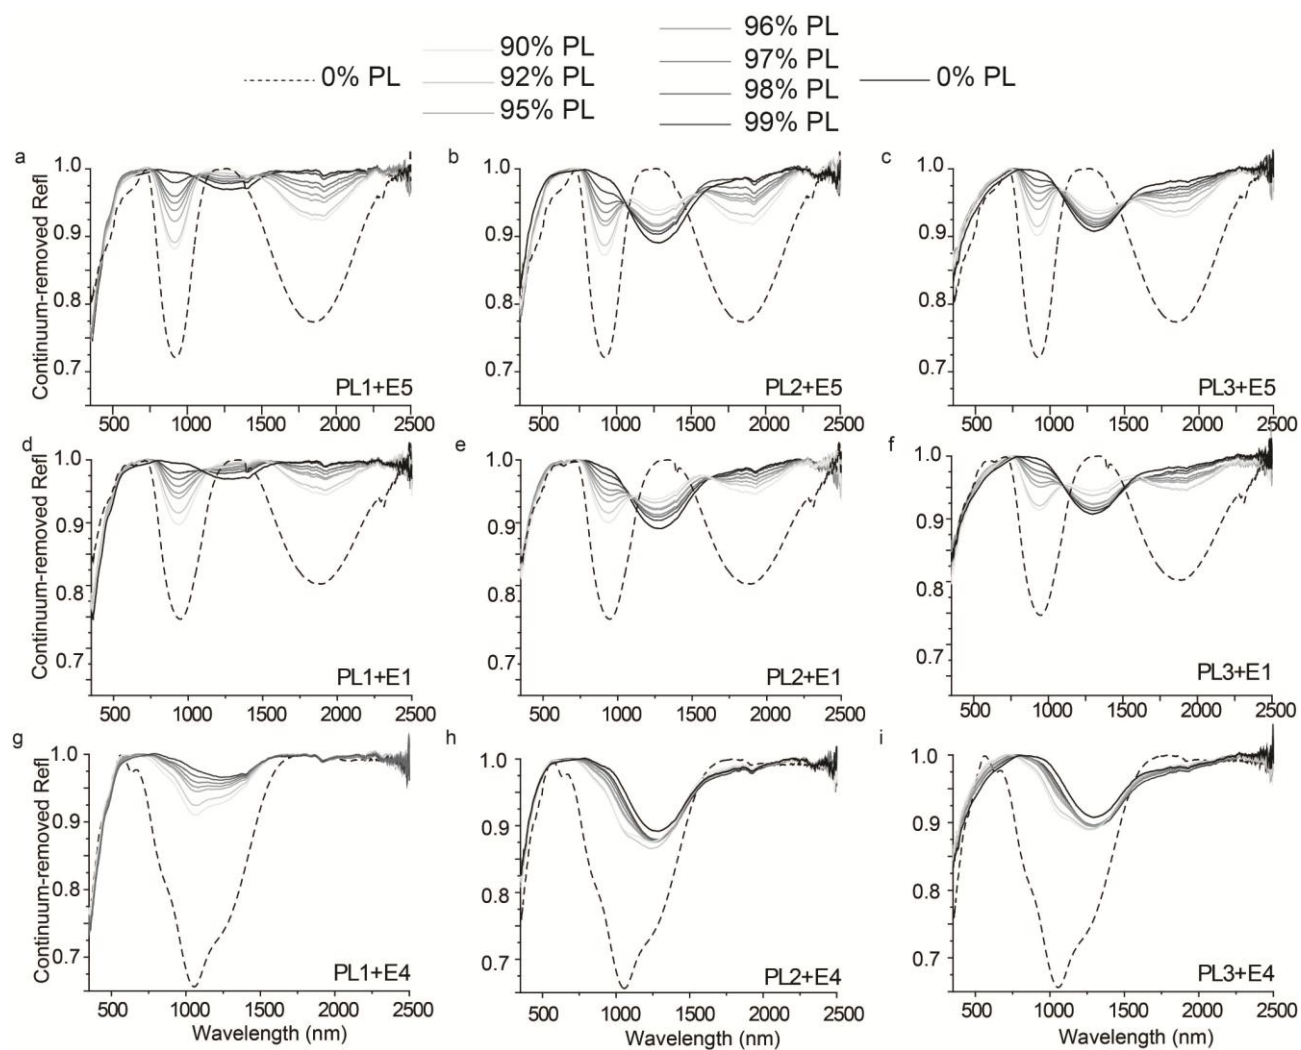 0% PL
90% PL
92% PL
95% PL
96% PL
97% PL
98% PL
99% PL
0% PL
a
Continuum-removed Refl
1.0
0.9
0.8
0.7
PL1+E5
500 1000 1500 2000 2500
b
1.0
0.9
0.8
0.7
PL2+E5
500 1000 1500 2000 2500
c
1.0
0.9
0.8
0.7
PL3+E5
500 1000 1500 2000 2500
d
Continuum-removed Refl
1.0
0.9
0.8
0.7
PL1+E1
500 1000 1500 2000 2500
e
1.0
0.9
0.8
0.7
PL2+E1
500 1000 1500 2000 2500
f
1.0
0.9
0.8
0.7
PL3+E1
500 1000 1500 2000 2500
g
Continuum-removed Refl
1.0
0.9
0.8
0.7
PL1+E4
500 1000 1500 2000 2500
Wavelength (nm)
h
1.0
0.9
0.8
0.7
PL2+E4
500 1000 1500 2000 2500
Wavelength (nm)
i
1.0
0.9
0.8
0.7
PL3+E4
500 1000 1500 2000 2500
Wavelength (nm)